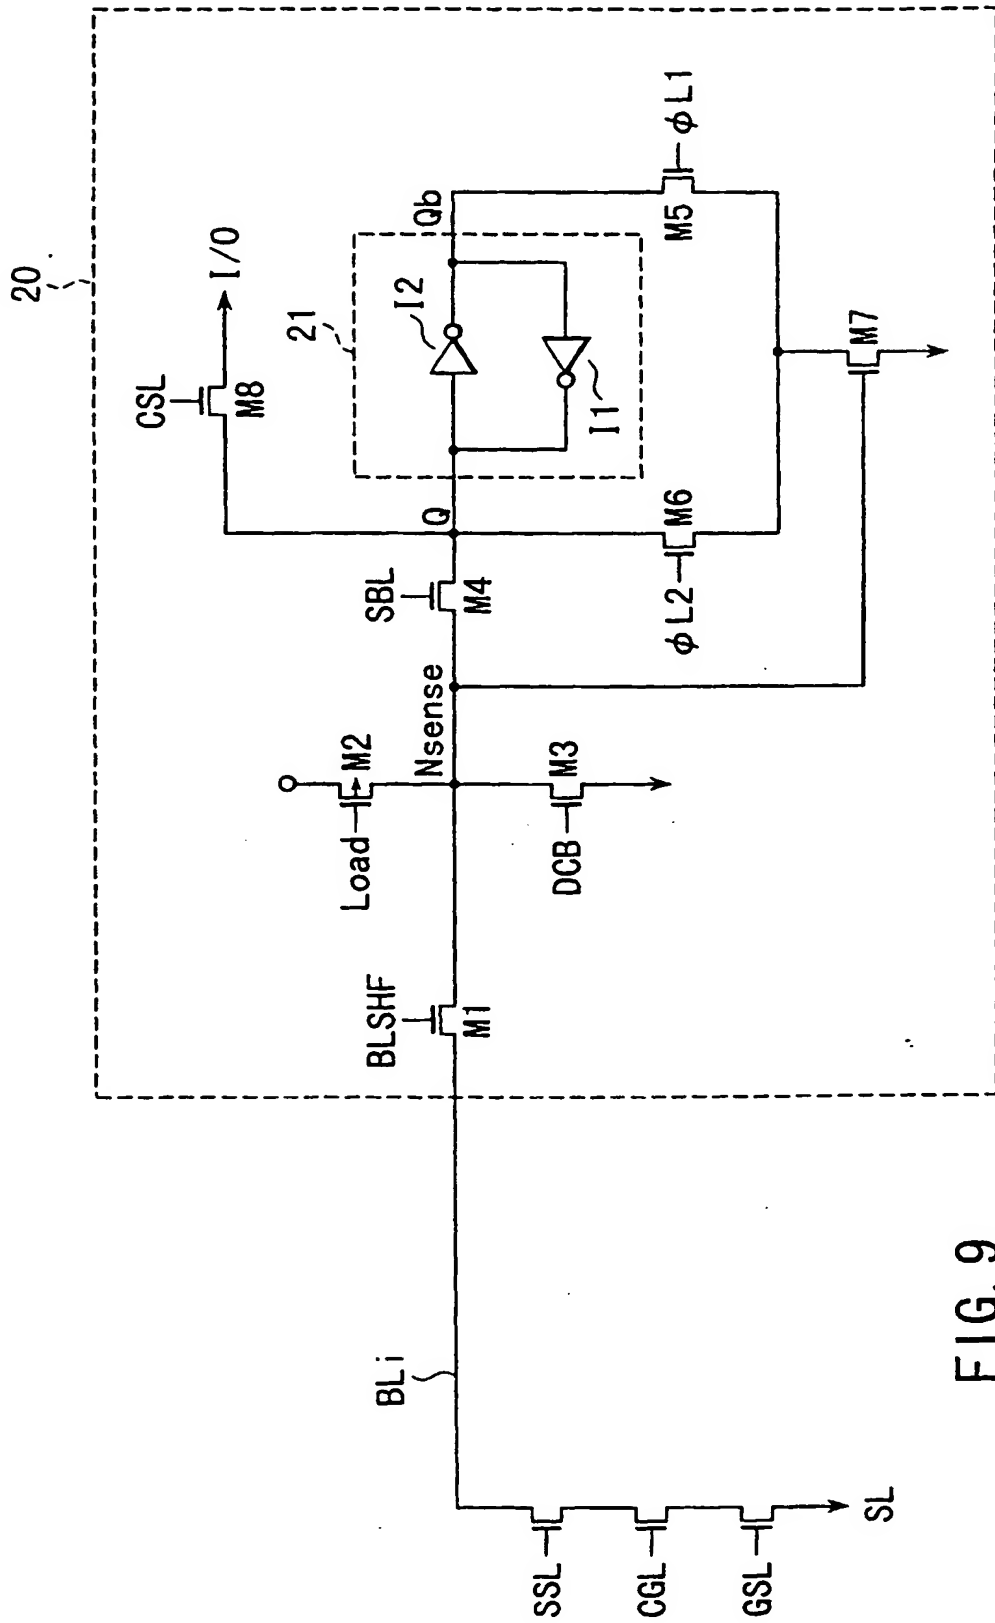 20
CSL
I/O
M8
21
I2
Qb
I1
Q
φL1
M5
SBL
M4
φL2
M6
M7
Nsense
Load
M2
DCB
M3
BLSHF
M1
BLi
SSL
CGL
GSL
SL
FIG. 9